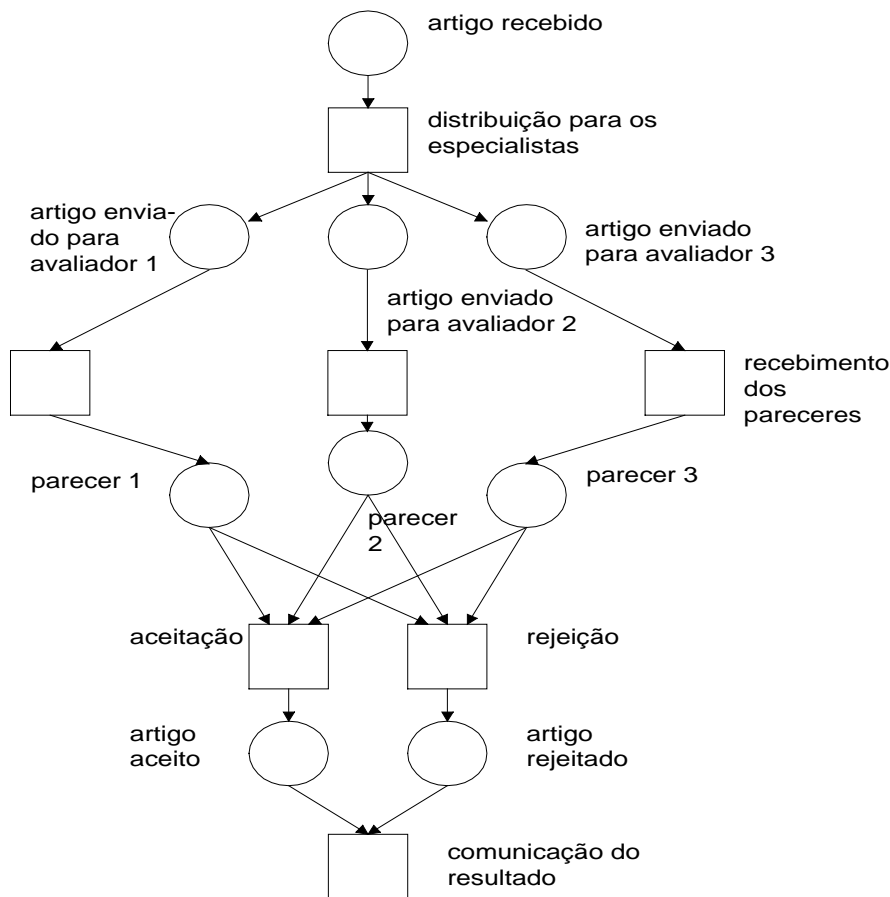 artigo recebido
distribuição para os
especialistas
artigo envia-
do para
avaliador 1
artigo enviado
para avaliador 3
artigo enviado
para avaliador 2
recebimento
dos
pareceres
parecer 1
parecer
2
parecer 3
aceitação
rejeição
artigo
aceito
artigo
rejeitado
comunicação do
resultado